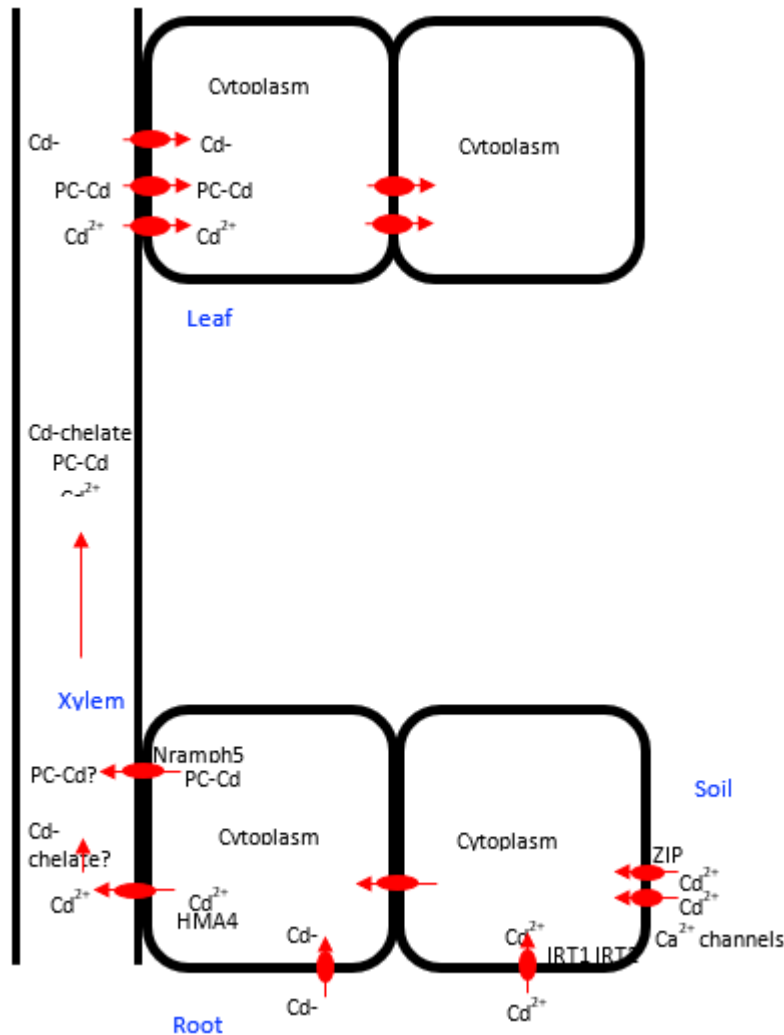 Cytoplasm
Cd-
Cd-
Cytoplasm
PC-Cd
PC-Cd
Cd²⁺
Cd²⁺
Leaf
Cd-chelate
PC-Cd
Cd²⁺
Xylem
Nramph5
PC-Cd?
PC-Cd
Soil
Cd-
chelate?
Cytoplasm
Cytoplasm
ZIP
Cd²⁺
Cd²⁺
Cd²⁺
Cd²⁺
HMA4
Cd-
Cd²⁺
Ca²⁺ channels
IRT1 IRT2
Cd-
Cd²⁺
Root